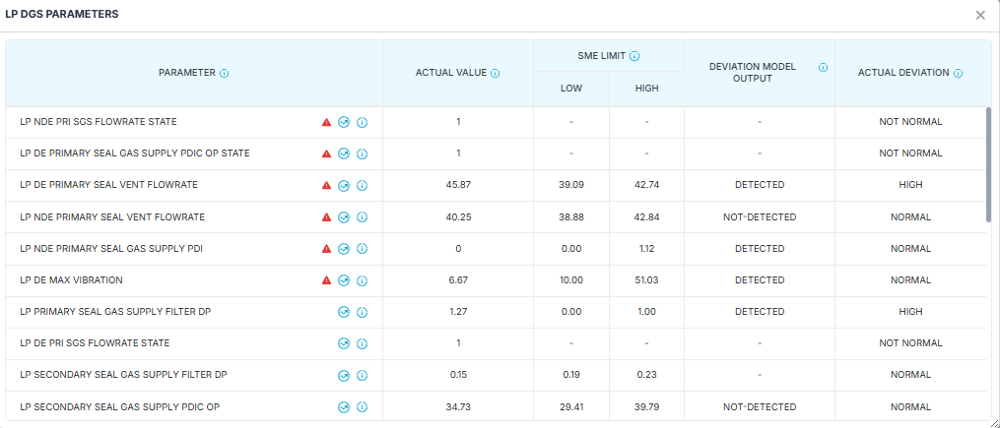 LP DGS PARAMETERS
PARAMETER ACTUAL VALUE SME LIMIT LOW HIGH DEVIATION MODEL OUTPUT ACTUAL DEVIATION
LP NDE PRI SGS FLOWRATE STATE 1 - - - NOT NORMAL
LP DE PRIMARY SEAL GAS SUPPLY PDIC OP STATE 1 - - - NOT NORMAL
LP DE PRIMARY SEAL VENT FLOWRATE 45.87 39.09 42.74 DETECTED HIGH
LP NDE PRIMARY SEAL VENT FLOWRATE 40.25 38.88 42.84 NOT-DETECTED NORMAL
LP NDE PRIMARY SEAL GAS SUPPLY PDI 0 0.00 1.12 DETECTED NORMAL
LP DE MAX VIBRATION 6.67 10.00 51.03 DETECTED NORMAL
LP PRIMARY SEAL GAS SUPPLY FILTER DP 1.27 0.00 1.00 DETECTED HIGH
LP DE PRI SGS FLOWRATE STATE 1 - - - NOT NORMAL
LP SECONDARY SEAL GAS SUPPLY FILTER DP 0.15 0.19 0.23 - NORMAL
LP SECONDARY SEAL GAS SUPPLY PDIC OP 34.73 29.41 39.79 NOT-DETECTED NORMAL